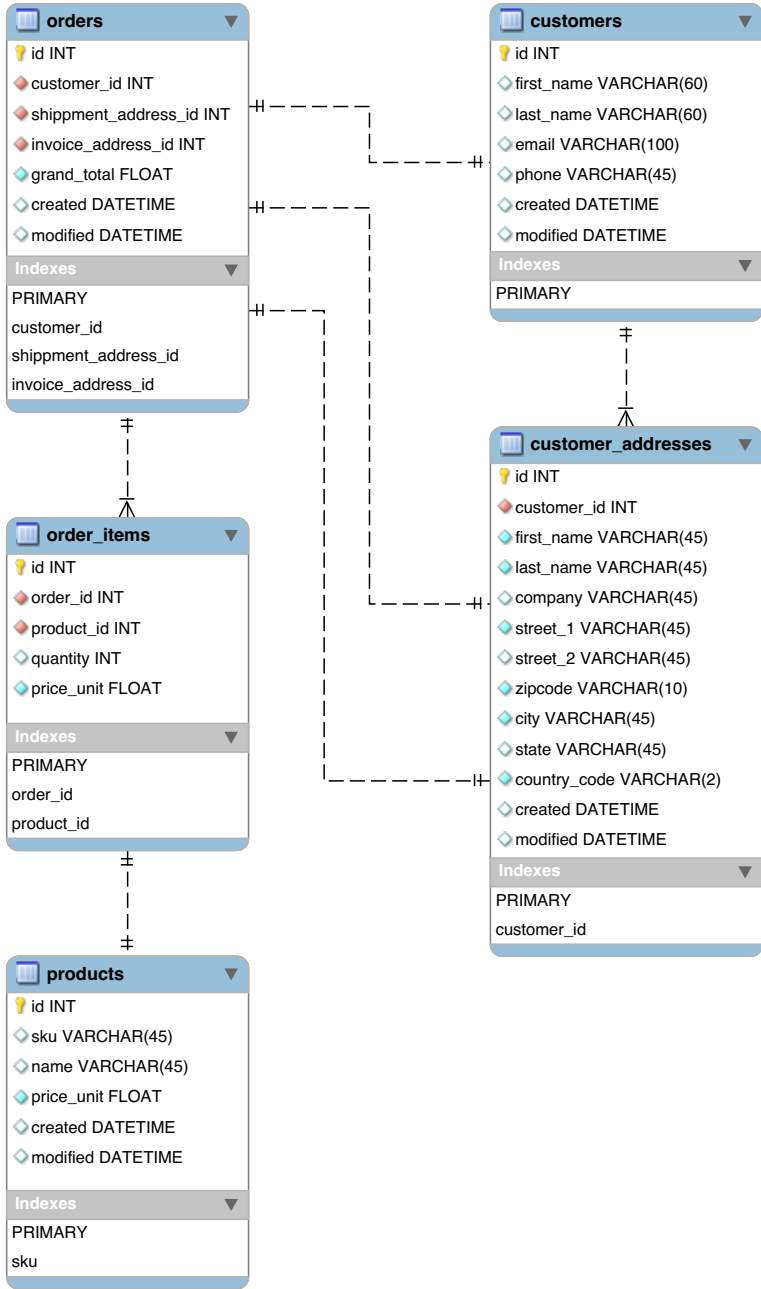 orders
id INT
customer_id INT
shippment_address_id INT
invoice_address_id INT
grand_total FLOAT
created DATETIME
modified DATETIME
Indexes
PRIMARY
customer_id
shippment_address_id
invoice_address_id
customers
id INT
first_name VARCHAR(60)
last_name VARCHAR(60)
email VARCHAR(100)
phone VARCHAR(45)
created DATETIME
modified DATETIME
Indexes
PRIMARY
order_items
id INT
order_id INT
product_id INT
quantity INT
price_unit FLOAT
Indexes
PRIMARY
order_id
product_id
customer_addresses
id INT
customer_id INT
first_name VARCHAR(45)
last_name VARCHAR(45)
company VARCHAR(45)
street_1 VARCHAR(45)
street_2 VARCHAR(45)
zipcode VARCHAR(10)
city VARCHAR(45)
state VARCHAR(45)
country_code VARCHAR(2)
created DATETIME
modified DATETIME
Indexes
PRIMARY
customer_id
products
id INT
sku VARCHAR(45)
name VARCHAR(45)
price_unit FLOAT
created DATETIME
modified DATETIME
Indexes
PRIMARY
sku